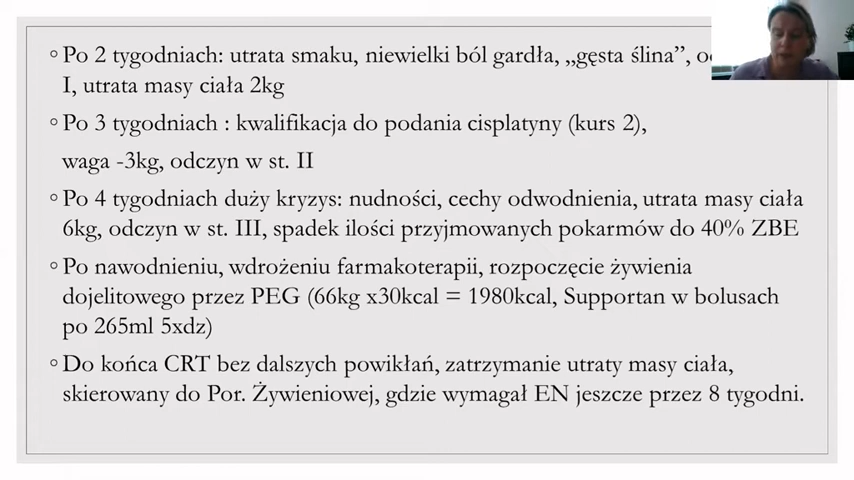 Po 2 tygodniach: utrata smaku, niewielki ból gardła, „gęsta ślina”,
I, utrata masy ciała 2kg
Po 3 tygodniach : kwalifikacja do podania cisplatyny (kurs 2),
waga -3kg, odczyn w st. II
Po 4 tygodniach duży kryzys: nudności, cechy odwodnienia, utrata masy ciała
6kg, odczyn w st. III, spadek ilości przyjmowanych pokarmów do 40% ZBE
Po nawodnieniu, wdrożeniu farmakoterapii, rozpoczęcie żywienia
dojelitowego przez PEG (66kg x30kcal = 1980kcal, Supportan w bolusach
po 265ml 5xdz)
Do końca CRT bez dalszych powikłań, zatrzymanie utraty masy ciała,
skierowany do Por. Żywieniowej, gdzie wymagał EN jeszcze przez 8 tygodni.